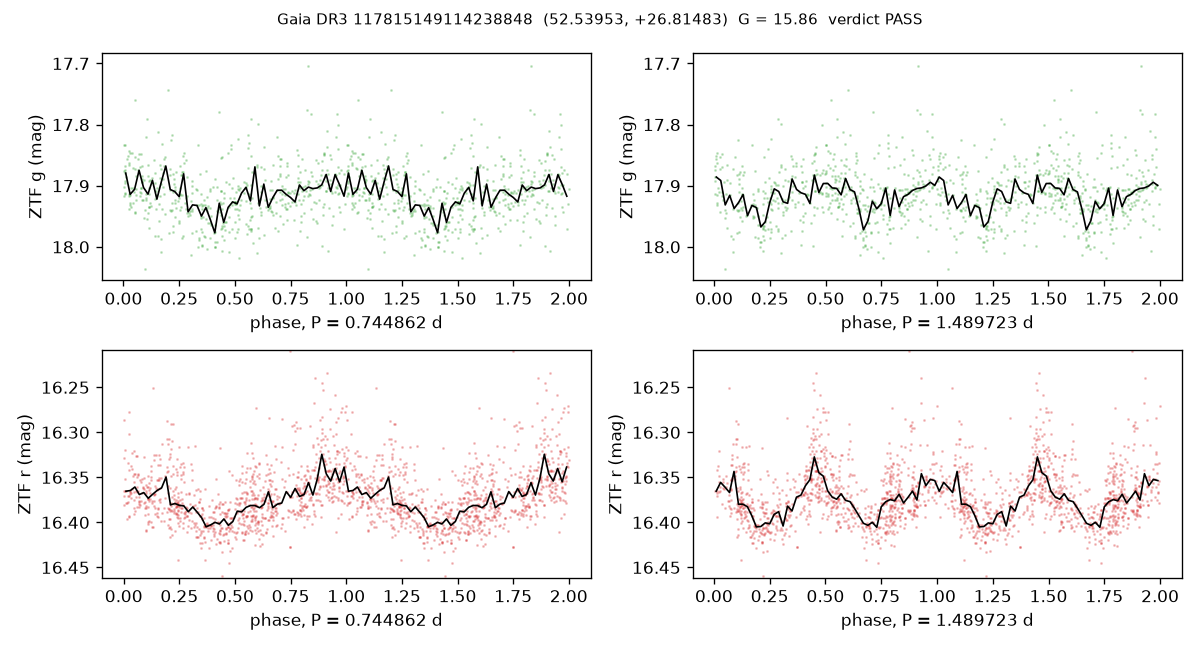 Gaia DR3 117815149114238848 (52.53953, +26.81483) G = 15.86 verdict PASS
17.7
17.8
17.9
18.0
ZTF g (mag)
0.00 0.25 0.50 0.75 1.00 1.25 1.50 1.75 2.00
phase, P = 0.744862 d
17.7
17.8
17.9
18.0
ZTF g (mag)
0.00 0.25 0.50 0.75 1.00 1.25 1.50 1.75 2.00
phase, P = 1.489723 d
16.25
16.30
16.35
16.40
16.45
ZTF r (mag)
0.00 0.25 0.50 0.75 1.00 1.25 1.50 1.75 2.00
phase, P = 0.744862 d
16.25
16.30
16.35
16.40
16.45
ZTF r (mag)
0.00 0.25 0.50 0.75 1.00 1.25 1.50 1.75 2.00
phase, P = 1.489723 d